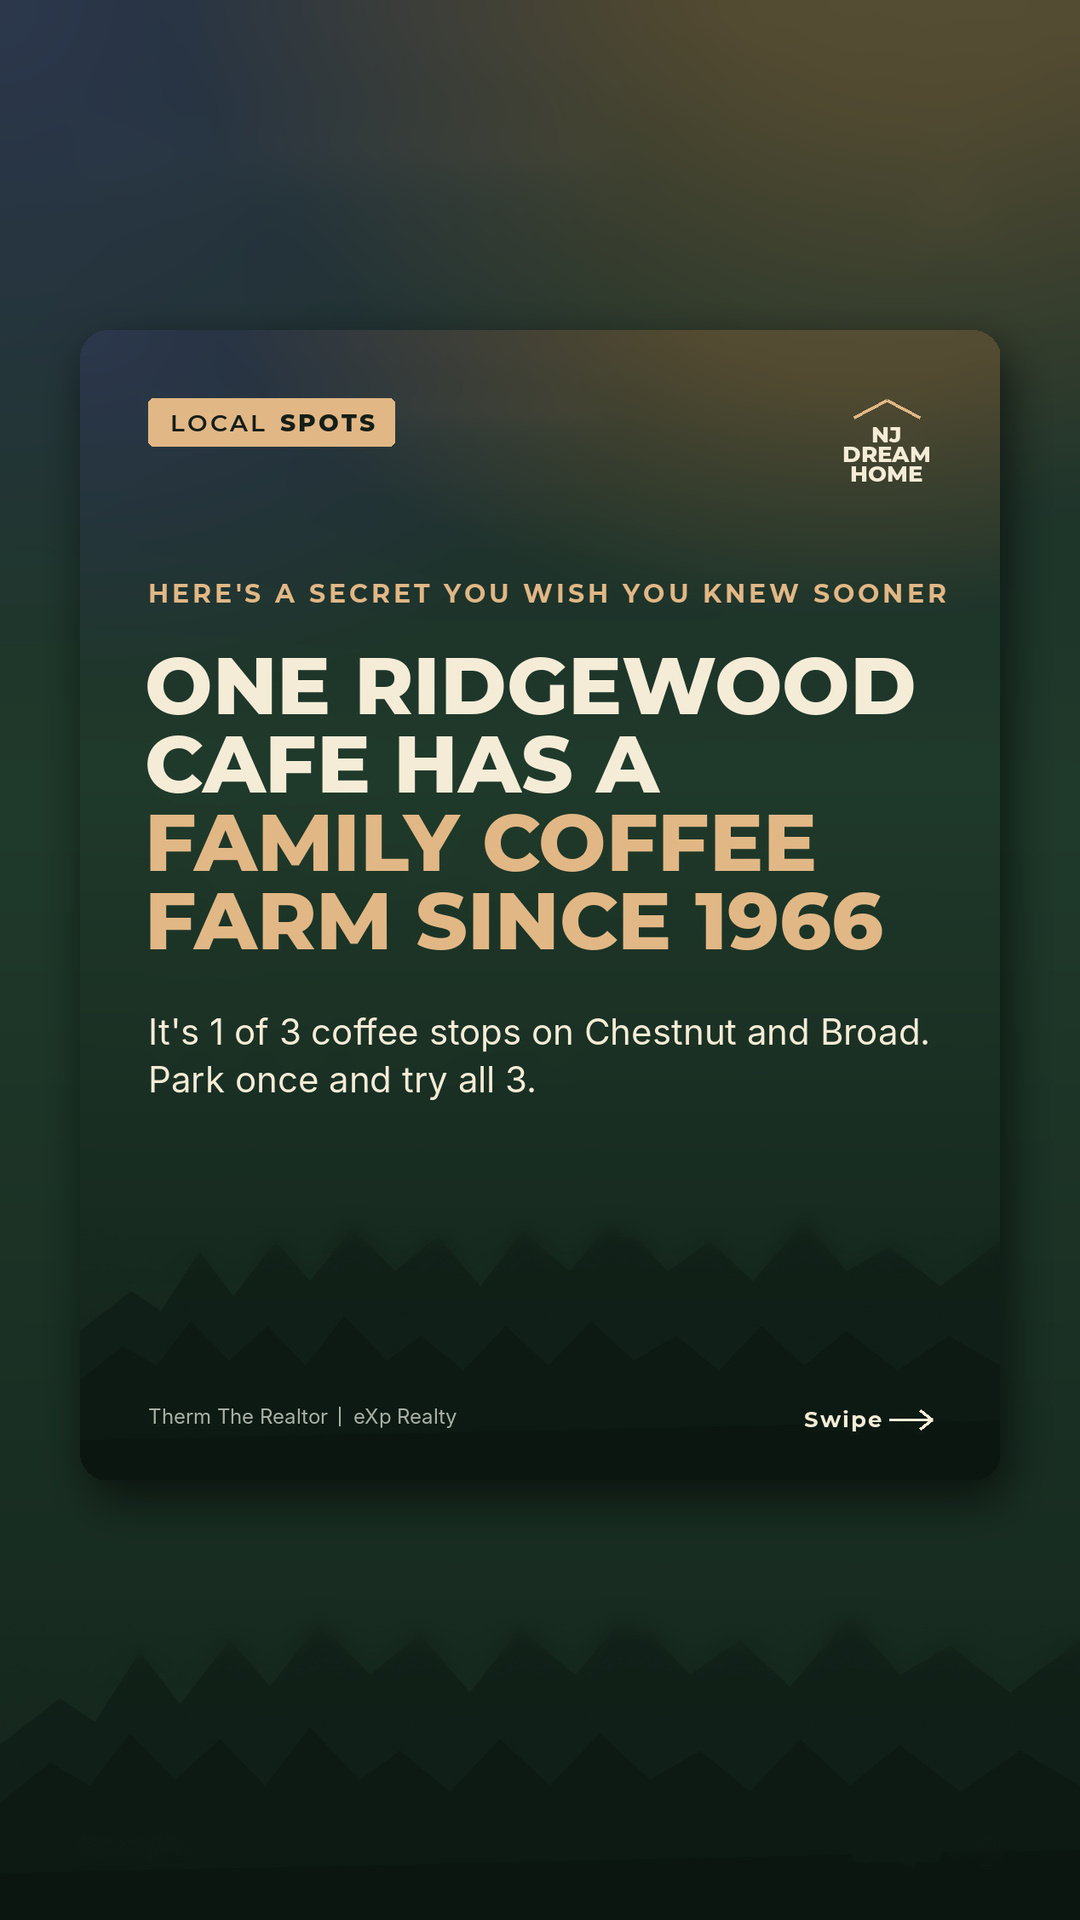 LOCAL SPOTS
NJ
DREAM
HOME
HERE'S A SECRET YOU WISH YOU KNEW SOONER
ONE RIDGEWOOD
CAFE HAS A
FAMILY COFFEE
FARM SINCE 1966
It's 1 of 3 coffee stops on Chestnut and Broad.
Park once and try all 3.
Therm The Realtor | eXp Realty
Swipe